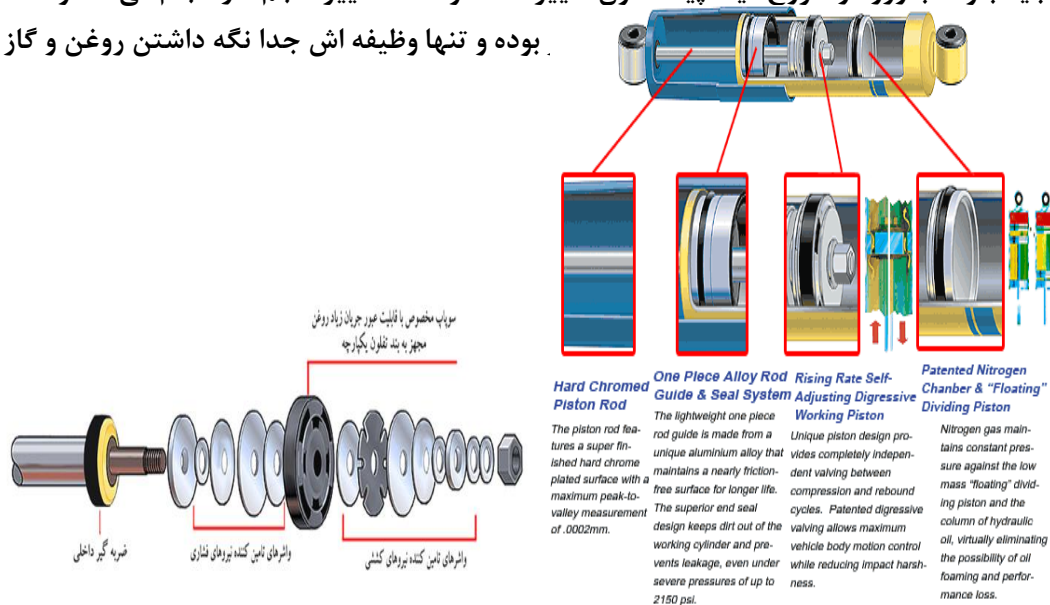 بوده و تنها وظیفه اش جدا نگه داشتن روغن و گاز
سوپاپ مخصوص با قابلیت عبور جریان زیاد روغن
مجهز به بند تفلون یکپارچه
ضربه گیر داخلی
واشرهای تامین کننده نیروهای فشاری
واشرهای تامین کننده نیروهای کششی
Hard Chromed
Piston Rod
The piston rod fea-
tures a super fin-
ished hard chrome
plated surface with a
maximum peak-to-
valley measurement
of .0002mm.
One Piece Alloy Rod
Guide & Seal System
The lightweight one piece
rod guide is made from a
unique aluminium alloy that
maintains a nearly friction-
free surface for longer life.
The superior end seal
design keeps dirt out of the
working cylinder and pre-
vents leakage, even under
severe pressures of up to
2150 psi.
Rising Rate Self-
Adjusting Digressive
Working Piston
Unique piston design pro-
vides completely indepen-
dent valving between
compression and rebound
cycles. Patented digressive
valving allows maximum
vehicle body motion control
while reducing impact harsh-
ness.
Patented Nitrogen
Chanber & “Floating”
Dividing Piston
Nitrogen gas main-
tains constant pres-
sure against the low
mass “floating” divid-
ing piston and the
column of hydraulic
oil, virtually eliminating
the possibility of oil
foaming and perfor-
mance loss.